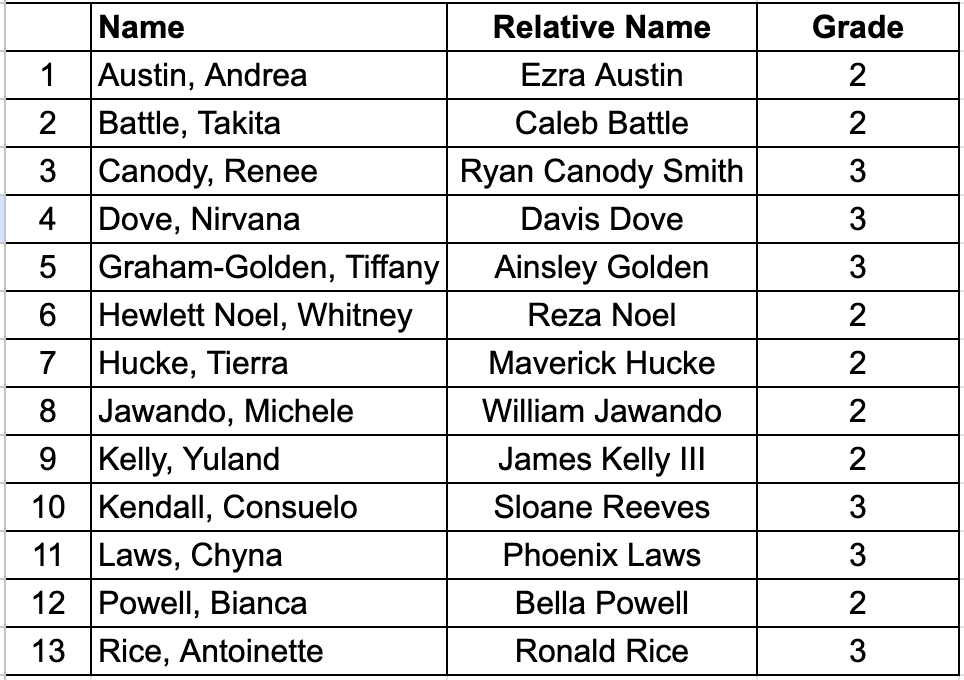 Name Relative Name Grade
1 Austin, Andrea Ezra Austin 2
2 Battle, Takita Caleb Battle 2
3 Canody, Renee Ryan Canody Smith 3
4 Dove, Nirvana Davis Dove 3
5 Graham-Golden, Tiffany Ainsley Golden 3
6 Hewlett Noel, Whitney Reza Noel 2
7 Hucke, Tierra Maverick Hucke 2
8 Jawando, Michele William Jawando 2
9 Kelly, Yuland James Kelly III 2
10 Kendall, Consuelo Sloane Reeves 3
11 Laws, Chyna Phoenix Laws 3
12 Powell, Bianca Bella Powell 2
13 Rice, Antoinette Ronald Rice 3